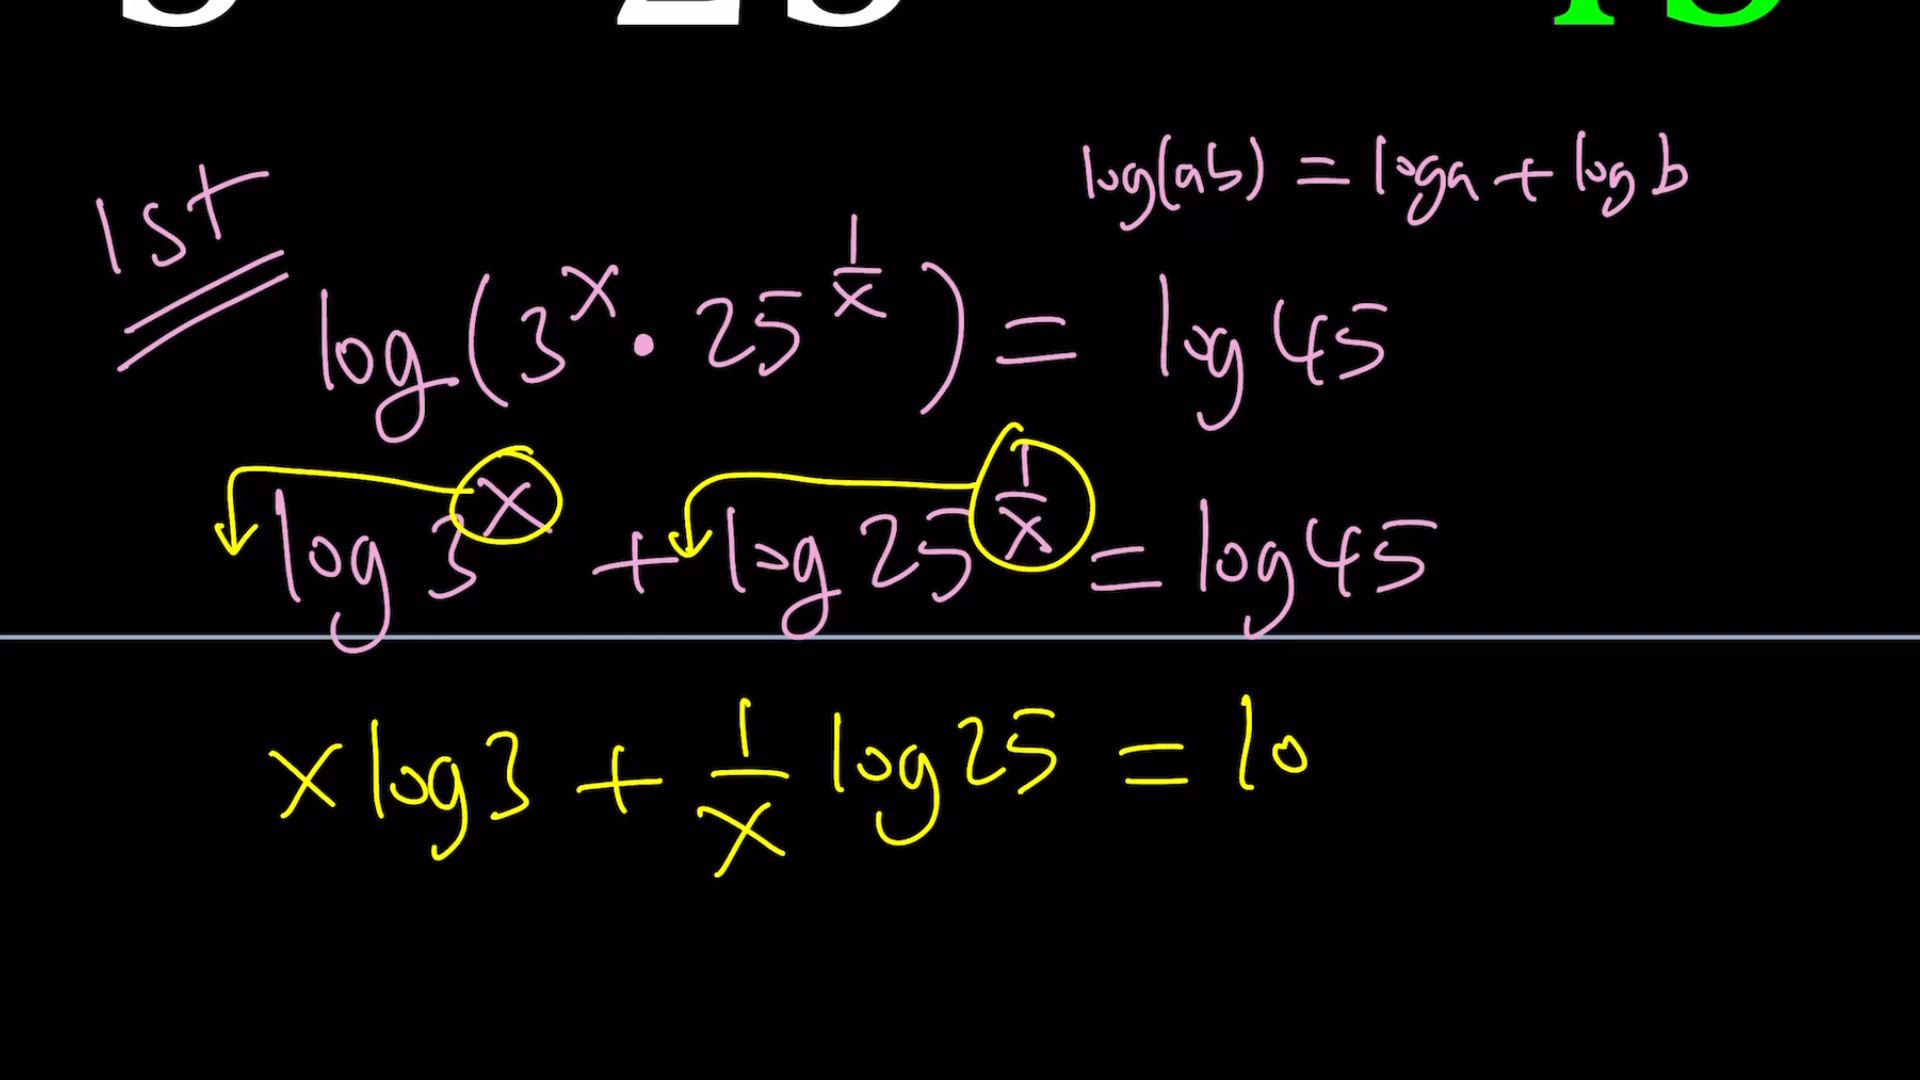 log(ab) = log a + log b
1st
log(3^x · 25^(1/x)) = log 45
log 3^x + log 25^(1/x) = log 45
x log 3 + 1/x log 25 = lo